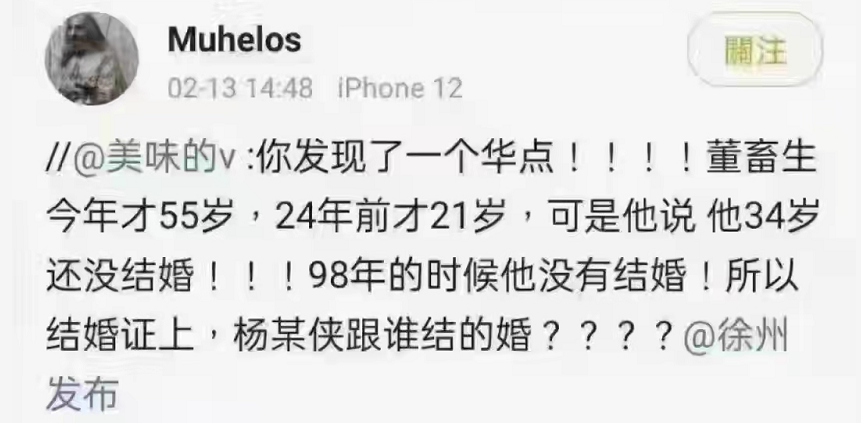 Muhelos
關注
02-13 14:48 iPhone 12
//@美味的v :你发现了一个华点！！！！董畜生
今年才55岁，24年前才21岁，可是他说 他34岁
还没结婚！！！98年的时候他没有结婚！所以
结婚证上，杨某侠跟谁结的婚？？？？@徐州
发布